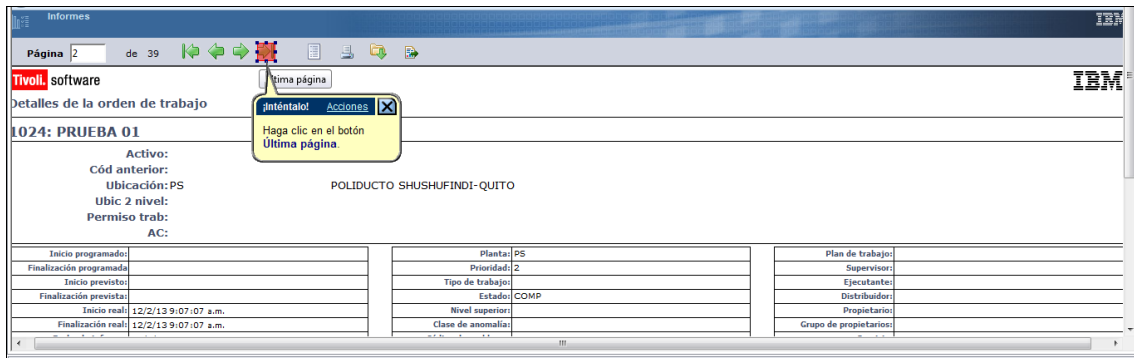 Informes
IBM
Página 2 de 39
Tivoli. software
Última página
IBM
Detalles de la orden de trabajo
¡Inténtalo! Acciones X
Haga clic en el botón
Última página.
1024: PRUEBA 01
Activo:
Cód anterior:
Ubicación: PS POLIDUCTO SHUSHUFINDI-QUITO
Ubic 2 nivel:
Permiso trab:
AC:
Inicio programado: Planta: PS Plan de trabajo:
Finalización programada Prioridad: 2 Supervisor:
Inicio previsto: Tipo de trabajo: Ejecutante:
Finalización prevista: Estado: COMP Distribuidor:
Inicio real: 12/2/13 9:07:07 a.m. Nivel superior: Propietario:
Finalización real: 12/2/13 9:07:07 a.m. Clase de anomalía: Grupo de propietarios: